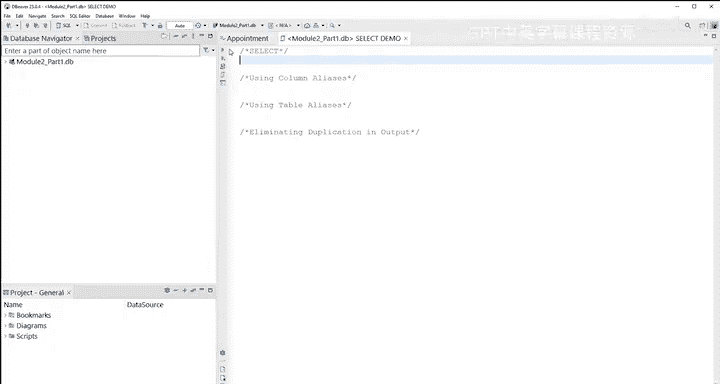 DBeaver 23.0.4 - <Module2_Part1.db> SELECT DEMO
File Edit Navigate Search SQL Editor Database Window Help
SQL Commit Rollback Auto Module2_Part1.db < N/A >
Database Navigator Projects
Appointment <Module2_Part1.db> SELECT DEMO
Enter a part of object name here
Module2_Part1.db
/*SELECT*/
/*Using Column Aliases*/
/*Using Table Aliases*/
/*Eliminating Duplication in Output*/
Project - General
Name DataSource
Bookmarks
Diagrams
Scripts